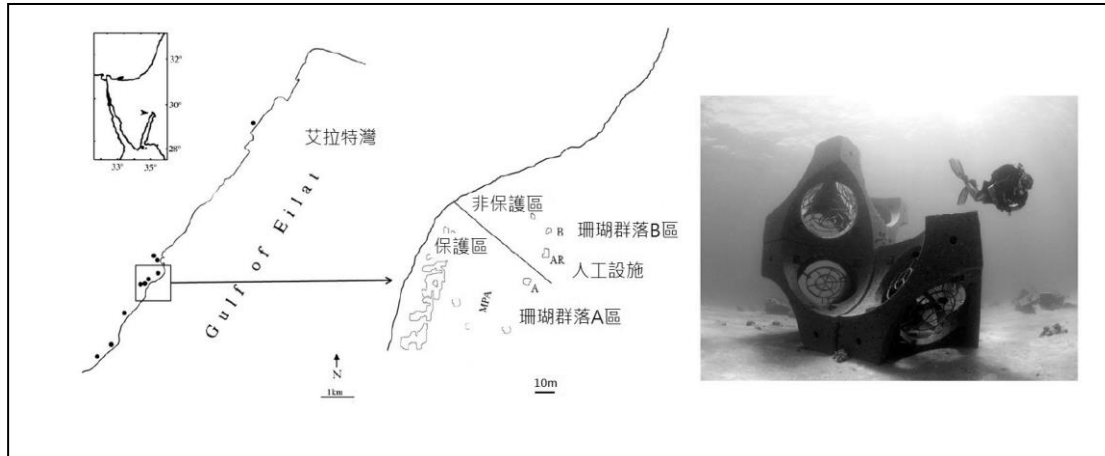 32°
30°
28°
33°
35°
艾拉特灣
Gulf of Eilat
N
1km
非保護區
保護區
B
珊瑚群落B區
AR
人工設施
A
MPA
珊瑚群落A區
10m